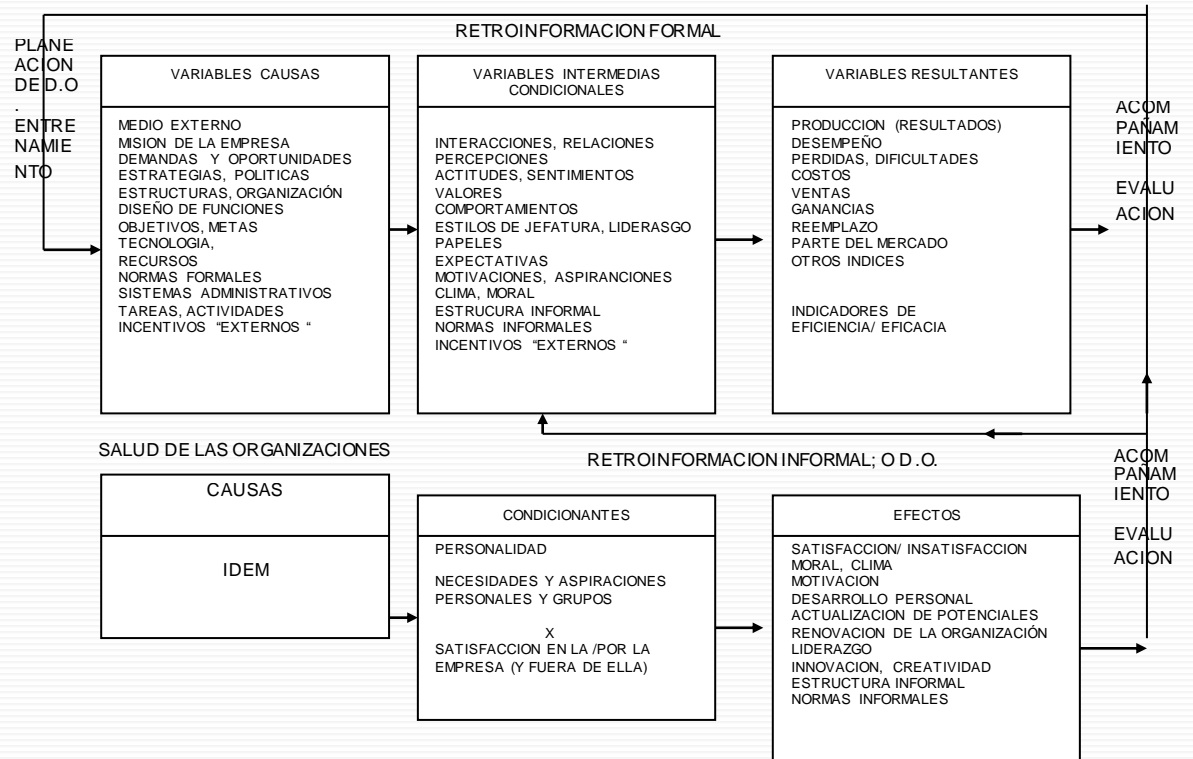 RETROINFORMACION FORMAL
PLANE
ACION
DE D.O
.
ENTRE
NAMIE
NTO
VARIABLES CAUSAS
MEDIO EXTERNO
MISION DE LA EMPRESA
DEMANDAS Y OPORTUNIDADES
ESTRATEGIAS, POLITICAS
ESTRUCTURAS, ORGANIZACIÓN
DISEÑO DE FUNCIONES
OBJETIVOS, METAS
TECNOLOGIA,
RECURSOS
NORMAS FORMALES
SISTEMAS ADMINISTRATIVOS
TAREAS, ACTIVIDADES
INCENTIVOS "EXTERNOS "
VARIABLES INTERMEDIAS
CONDICIONALES
INTERACCIONES, RELACIONES
PERCEPCIONES
ACTITUDES, SENTIMIENTOS
VALORES
COMPORTAMIENTOS
ESTILOS DE JEFATURA, LIDERASGO
PAPELES
EXPECTATIVAS
MOTIVACIONES, ASPIRANCIONES
CLIMA, MORAL
ESTRUCURA INFORMAL
NORMAS INFORMALES
INCENTIVOS "EXTERNOS "
VARIABLES RESULTANTES
PRODUCCION (RESULTADOS)
DESEMPEÑO
PERDIDAS, DIFICULTADES
COSTOS
VENTAS
GANANCIAS
REEMPLAZO
PARTE DEL MERCADO
OTROS INDICES
INDICADORES DE
EFICIENCIA/ EFICACIA
ACOM
PAÑAM
IENTO
EVALU
ACION
SALUD DE LAS ORGANIZACIONES
RETROINFORMACION INFORMAL; O D.O.
CAUSAS
IDEM
CONDICIONANTES
PERSONALIDAD
NECESIDADES Y ASPIRACIONES
PERSONALES Y GRUPOS
X
SATISFACCION EN LA /POR LA
EMPRESA (Y FUERA DE ELLA)
EFECTOS
SATISFACCION/ INSATISFACCION
MORAL, CLIMA
MOTIVACION
DESARROLLO PERSONAL
ACTUALIZACION DE POTENCIALES
RENOVACION DE LA ORGANIZACIÓN
LIDERAZGO
INNOVACION, CREATIVIDAD
ESTRUCTURA INFORMAL
NORMAS INFORMALES
ACOM
PAÑAM
IENTO
EVALU
ACION